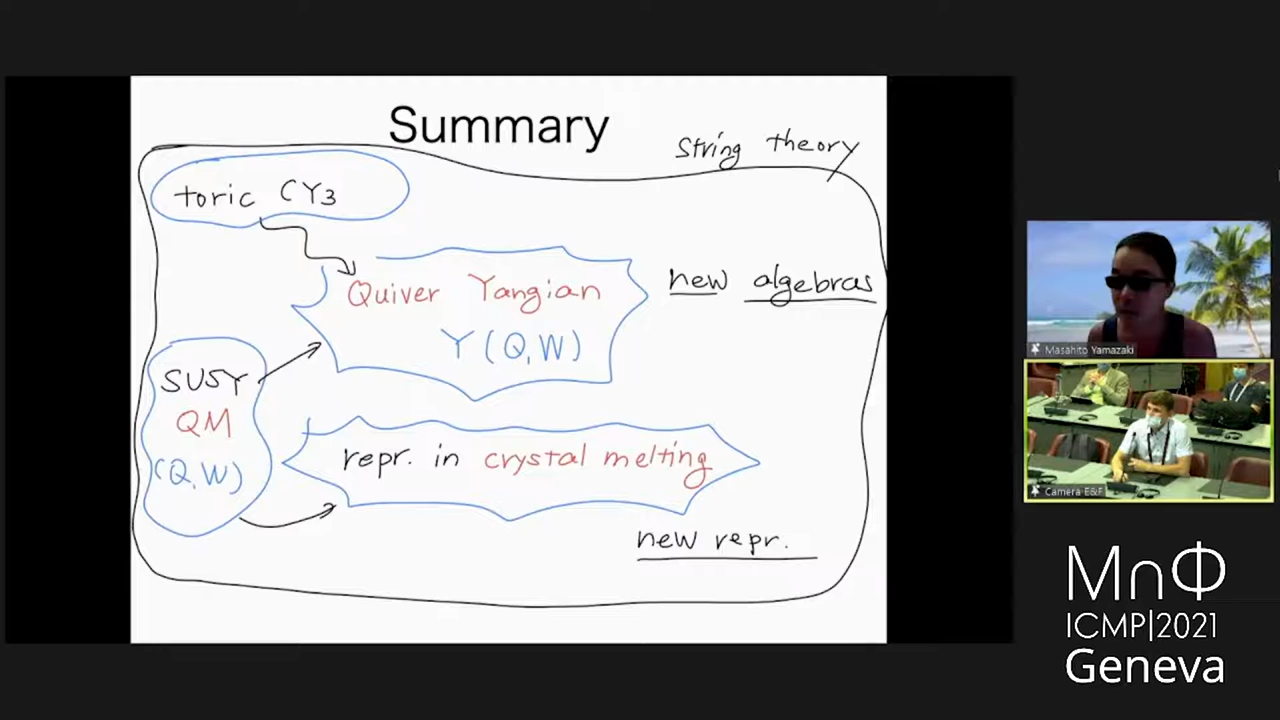 Summary
String theory
toric CY3
Quiver Yangian
new algebras
Y(Q,W)
SUSY
QM
(Q,W)
repr. in crystal melting
new repr.
Masahito Yamazaki
Camera E&F
MnΦ
ICMP|2021
Geneva